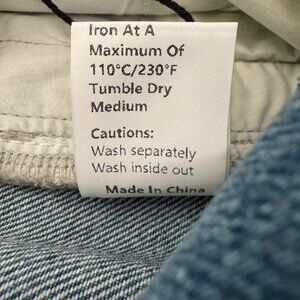 Iron At A
Maximum Of
110°C/230°F
Tumble Dry
Medium
Cautions:
Wash separately
Wash inside out
Made In China